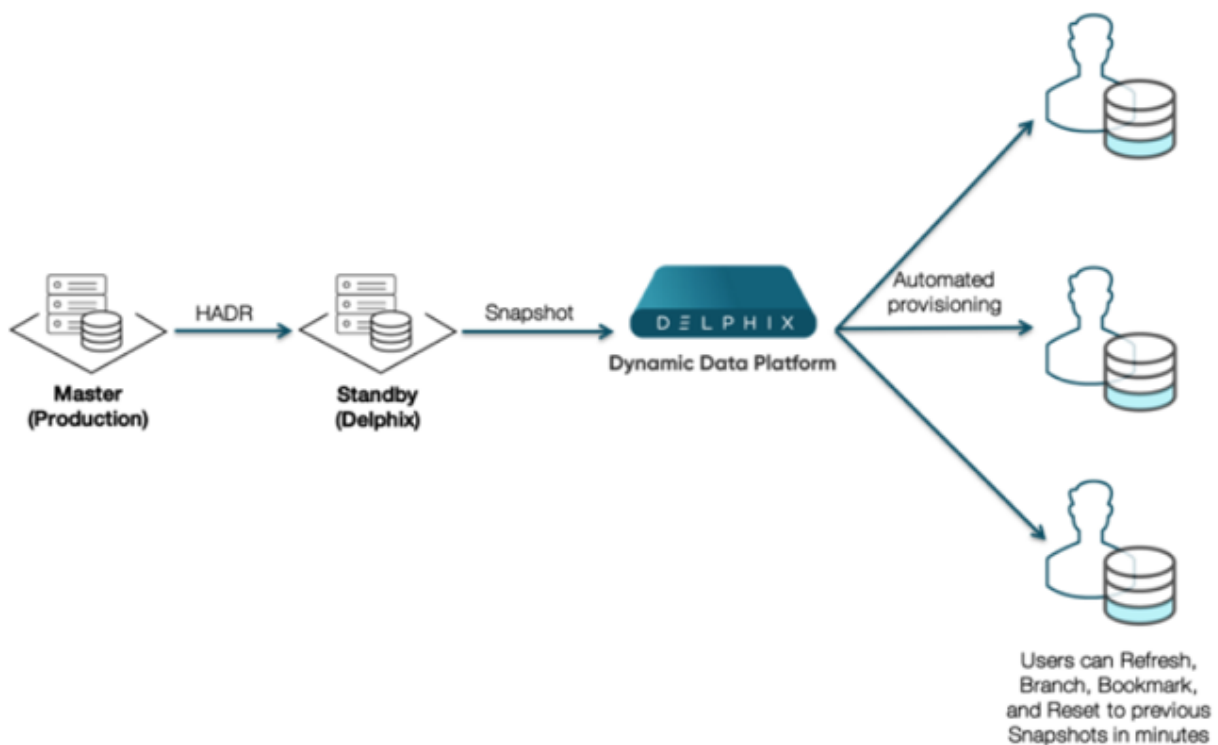 HADR
Master
(Production)
Standby
(Delphix)
Snapshot
DELPHIX
Dynamic Data Platform
Automated
provisioning
Users can Refresh,
Branch, Bookmark,
and Reset to previous
Snapshots in minutes